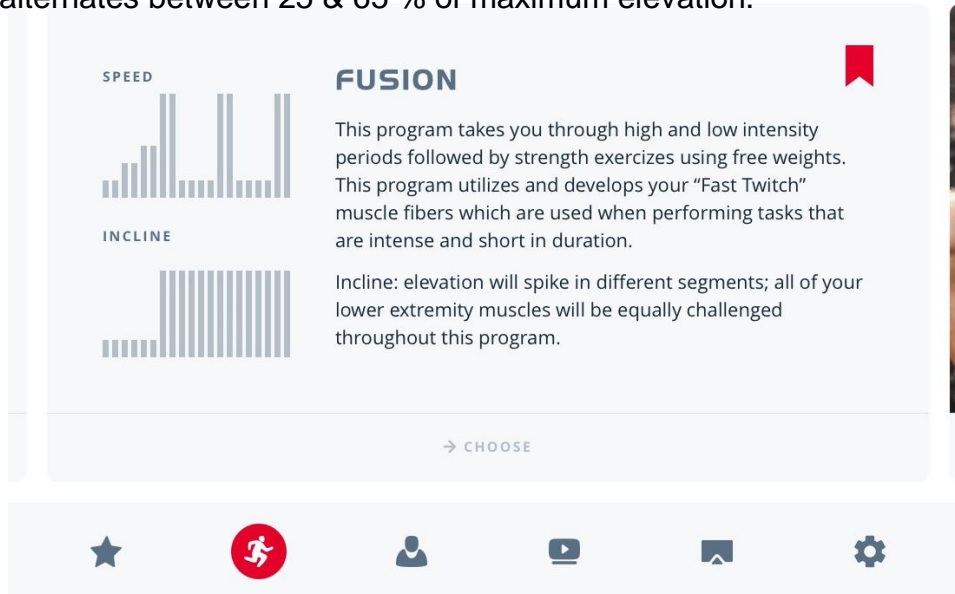 alternates between 25 & 65 % of maximum elevation.
SPEED
FUSION
This program takes you through high and low intensity
periods followed by strength exercizes using free weights.
This program utilizes and develops your “Fast Twitch”
muscle fibers which are used when performing tasks that
are intense and short in duration.
INCLINE
Incline: elevation will spike in different segments; all of your
lower extremity muscles will be equally challenged
throughout this program.
→ CHOOSE